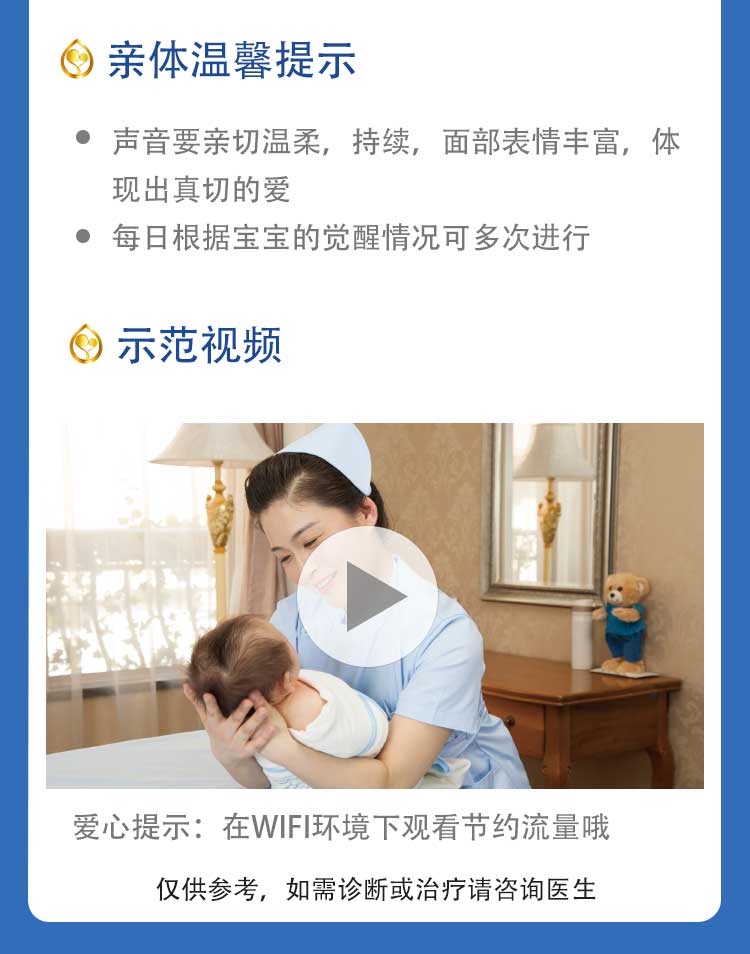 亲体温馨提示
声音要亲切温柔，持续，面部表情丰富，体
现出真切的爱
每日根据宝宝的觉醒情况可多次进行
示范视频
爱心提示：在WIFI环境下观看节约流量哦
仅供参考，如需诊断或治疗请咨询医生